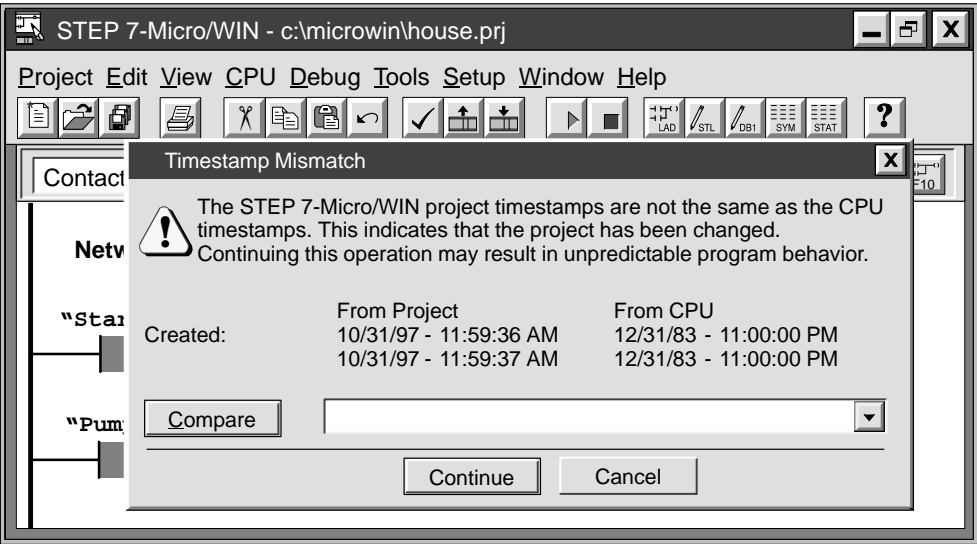 STEP 7-Micro/WIN - c:\microwin\house.prj
Project Edit View CPU Debug Tools Setup Window Help
LAD STL DB1 SYM STAT ?
Timestamp Mismatch
Contact
F10
The STEP 7-Micro/WIN project timestamps are not the same as the CPU
timestamps. This indicates that the project has been changed.
Continuing this operation may result in unpredictable program behavior.
Netw
“Star
From Project From CPU
Created: 10/31/97 - 11:59:36 AM 12/31/83 - 11:00:00 PM
10/31/97 - 11:59:37 AM 12/31/83 - 11:00:00 PM
“Pum
Compare
Continue Cancel